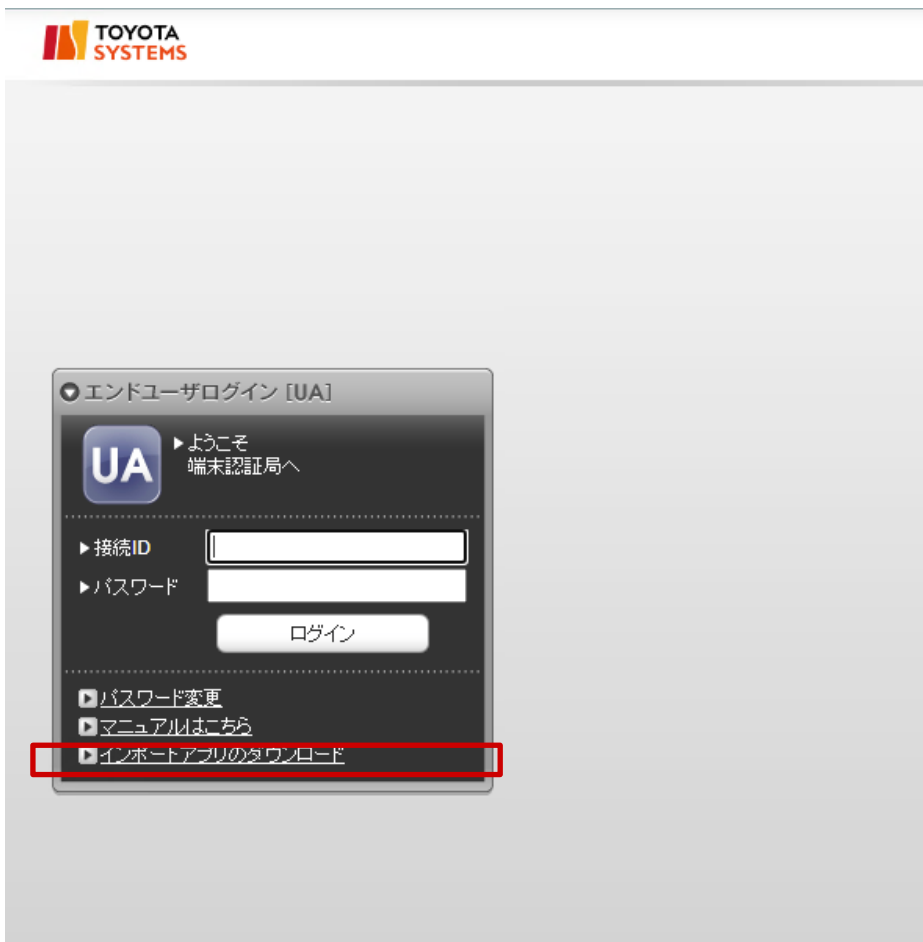 TOYOTA
SYSTEMS
エンドユーザログイン [UA]
UA
ようこそ
端末認証局へ
接続ID
パスワード
ログイン
パスワード変更
マニュアルはこちら
インポートアプリのダウンロード